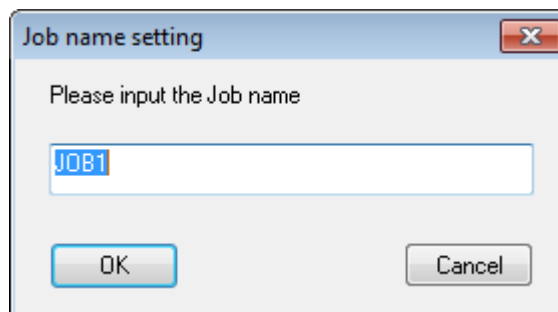 Job name setting
Please input the Job name
JOB1
OK
Cancel